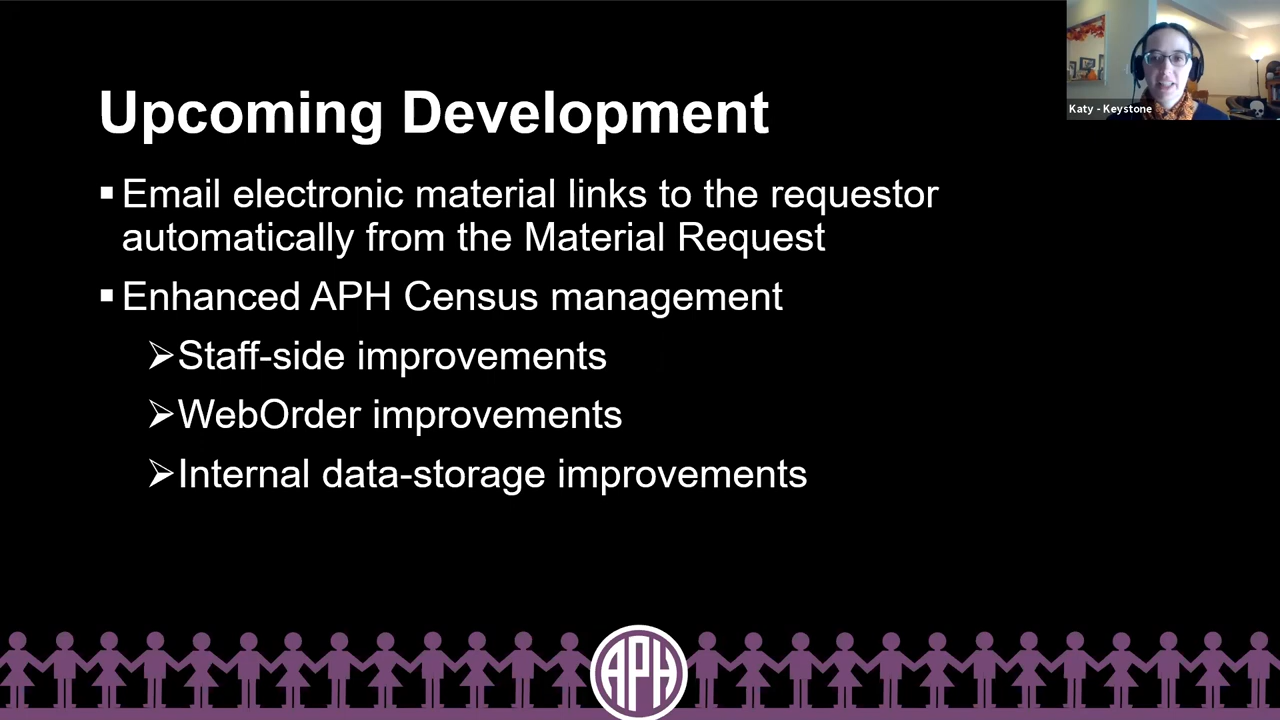 Katy - Keystone
Upcoming Development
▪ Email electronic material links to the requestor
automatically from the Material Request
▪ Enhanced APH Census management
➢ Staff-side improvements
➢ WebOrder improvements
➢ Internal data-storage improvements
APH